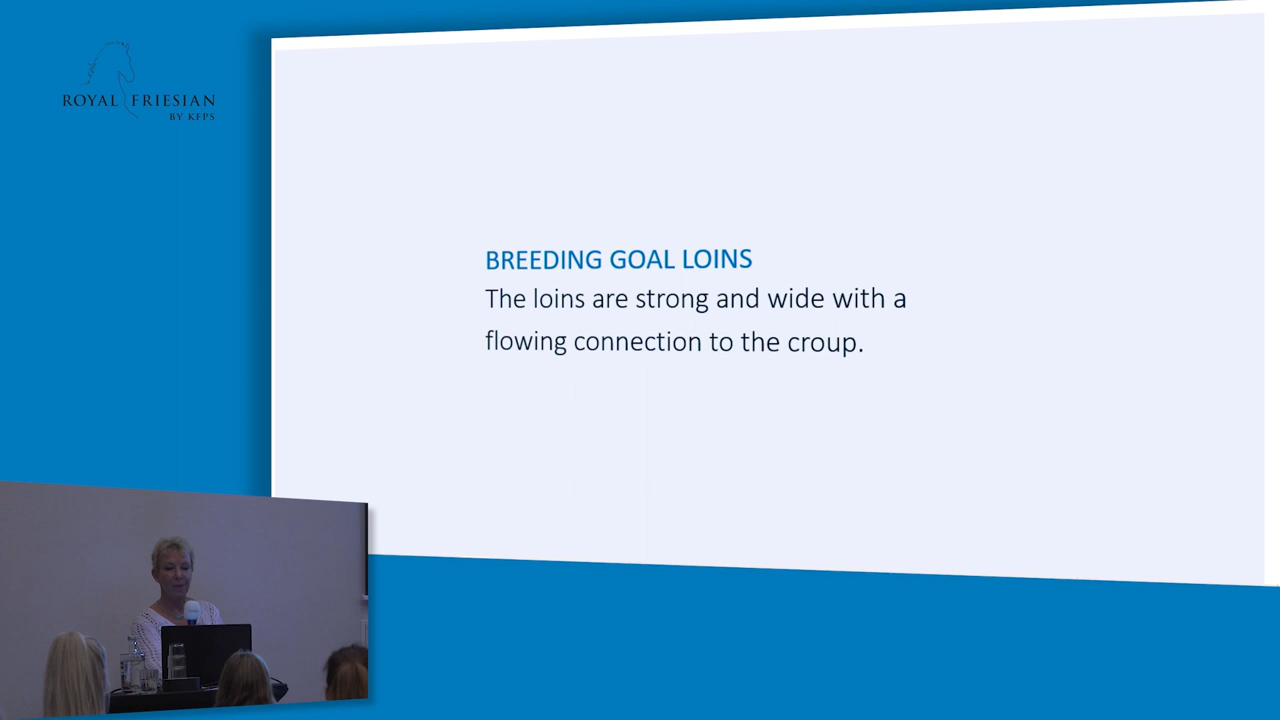 ROYAL FRIESIAN
BY KFPS
BREEDING GOAL LOINS
The loins are strong and wide with a
flowing connection to the croup.